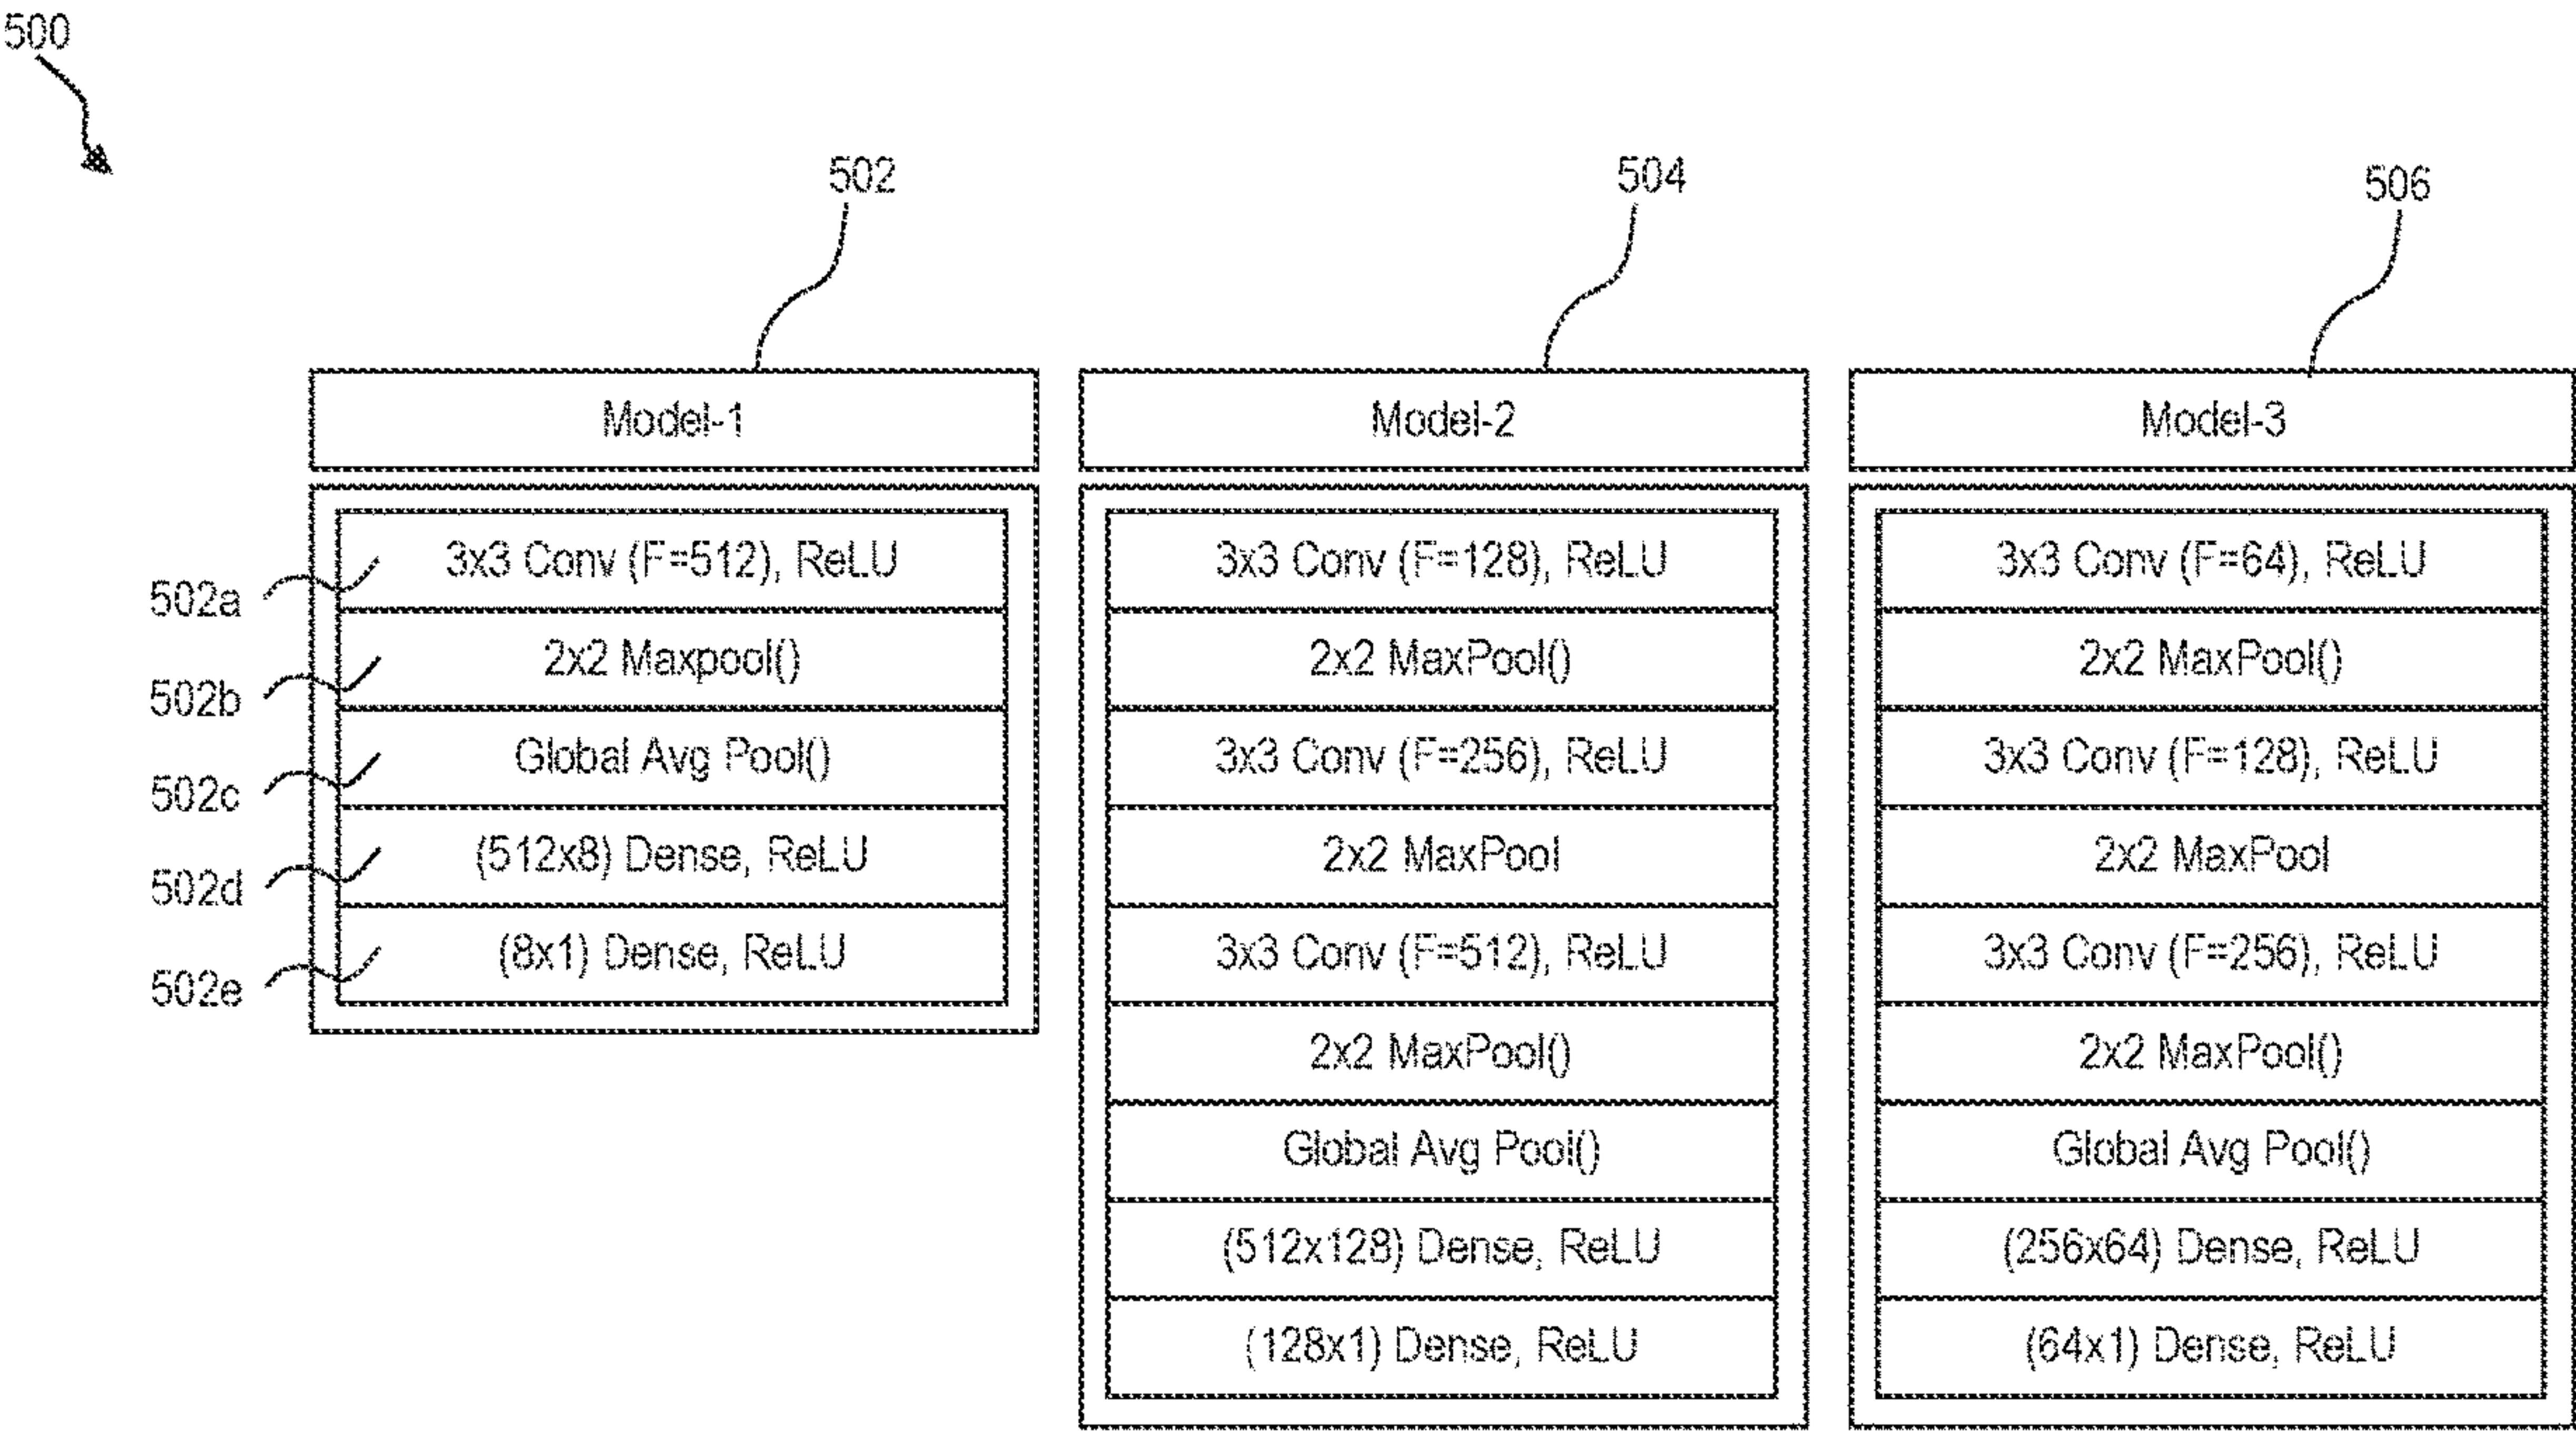 500
502
504
506
Model-1
Model-2
Model-3
502a
3x3 Conv (F=512), ReLU
502b
2x2 Maxpool()
502c
Global Avg Pool()
502d
(512x8) Dense, ReLU
502e
(8x1) Dense, ReLU
3x3 Conv (F=128), ReLU
2x2 MaxPool()
3x3 Conv (F=256), ReLU
2x2 MaxPool
3x3 Conv (F=512), ReLU
2x2 MaxPool()
Global Avg Pool()
(512x128) Dense, ReLU
(128x1) Dense, ReLU
3x3 Conv (F=64), ReLU
2x2 MaxPool()
3x3 Conv (F=128), ReLU
2x2 MaxPool
3x3 Conv (F=256), ReLU
2x2 MaxPool()
Global Avg Pool()
(256x64) Dense, ReLU
(64x1) Dense, ReLU